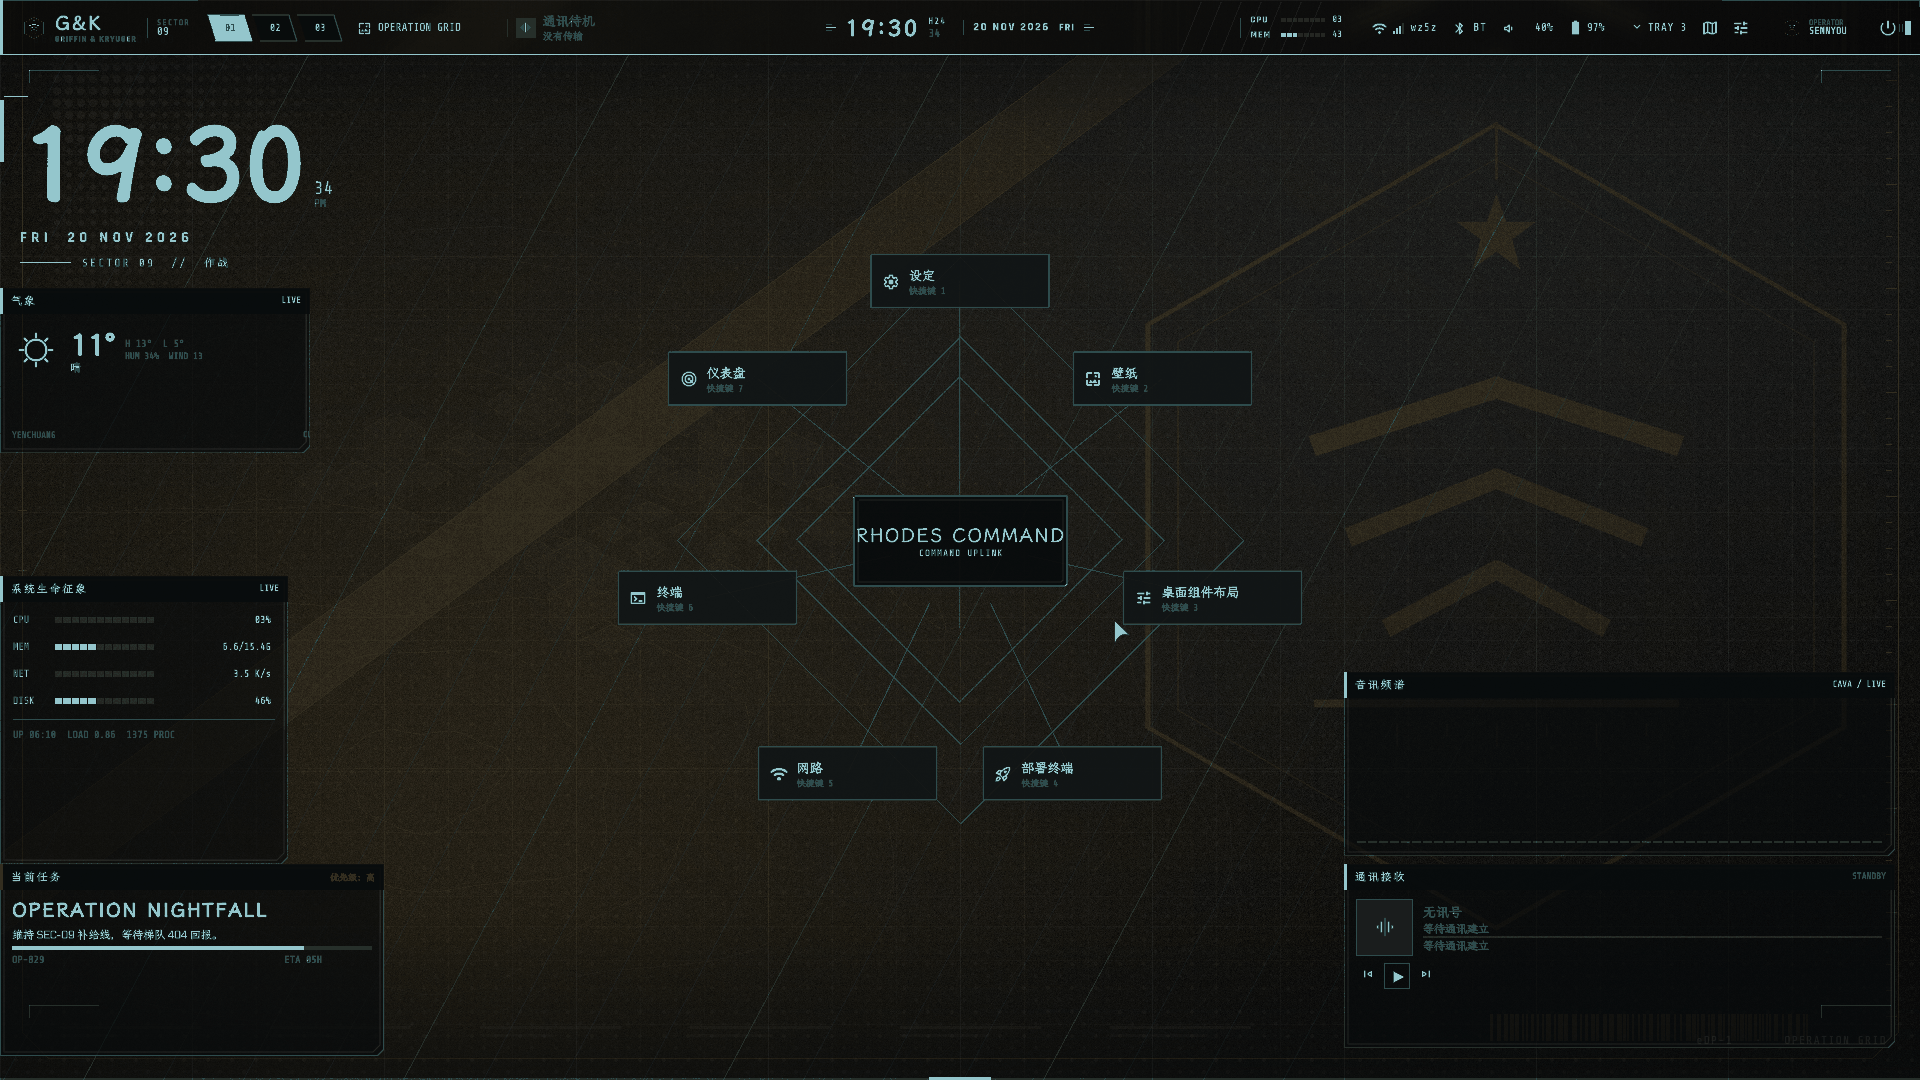 G&K
GRIFFIN & KRYUGER
SECTOR
09
01
02
03
OPERATION GRID
通讯待机
没有传输
19:30
H24
34
20 NOV 2026 FRI
CPU 03
MEM 43
wz5z
BT
40%
97%
TRAY 3
OPERATOR
SENNYOU
19:30
34
PM
FRI 20 NOV 2026
SECTOR 09 // 作战
气象
LIVE
11°
H 13° L 5°
HUM 34% WIND 13
晴
YENCHUANG
系统生命征象
LIVE
CPU 03%
MEM 6.6/15.4G
NET 3.5 K/s
DISK 46%
UP 06:10 LOAD 0.86 1375 PROC
当前任务
优先级：高
OPERATION NIGHTFALL
维持 SEC-09 补给线，等待梯队 404 回报。
OP-829
ETA 05H
设定
快捷键 1
仪表盘
快捷键 7
壁纸
快捷键 2
RHODES COMMAND
COMMAND UPLINK
终端
快捷键 6
桌面组件布局
快捷键 3
网路
快捷键 5
部署终端
快捷键 4
音讯频谱
CAVA / LIVE
通讯接收
STANDBY
无讯号
等待通讯建立
等待通讯建立
eDP-1
OPERATION GRID